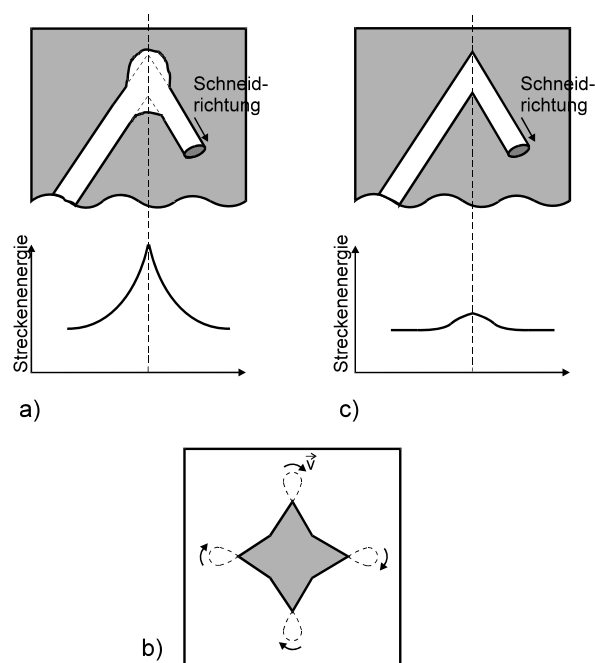 Schneid-
richtung
Streckenenergie
a)
Schneid-
richtung
Streckenenergie
c)
v
b)